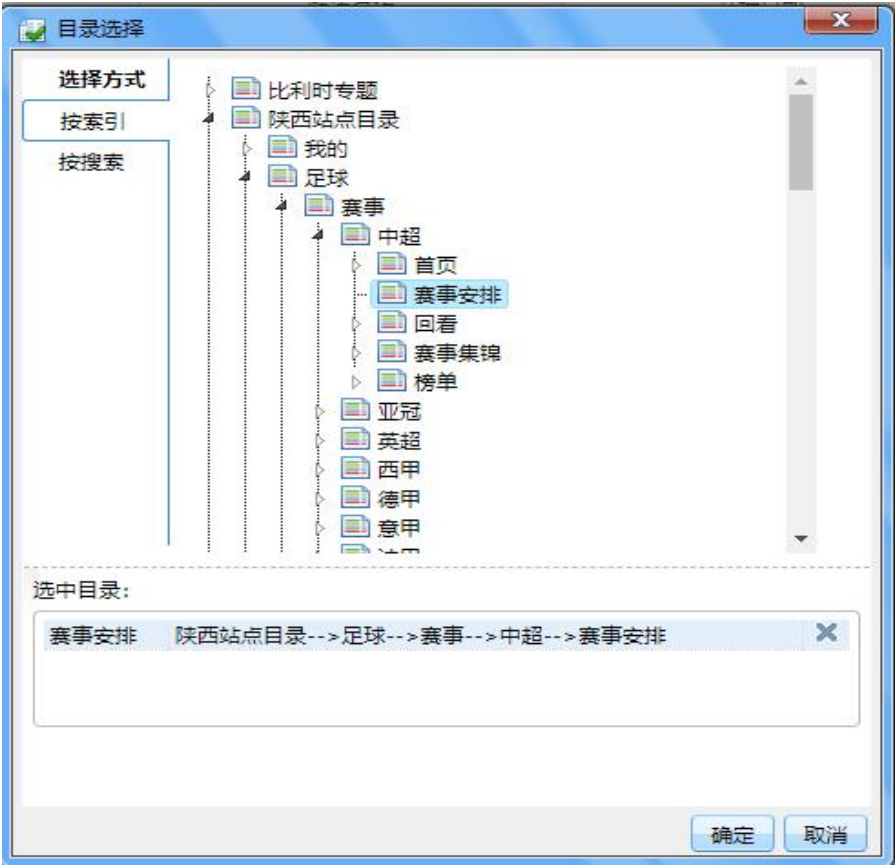 目录选择
选择方式
按索引
按搜索
比利时专题
陕西站点目录
我的
足球
赛事
中超
首页
赛事安排
回看
赛事集锦
榜单
亚冠
英超
西甲
德甲
意甲
选中目录:
赛事安排 陕西站点目录-->足球-->赛事-->中超-->赛事安排
确定 取消